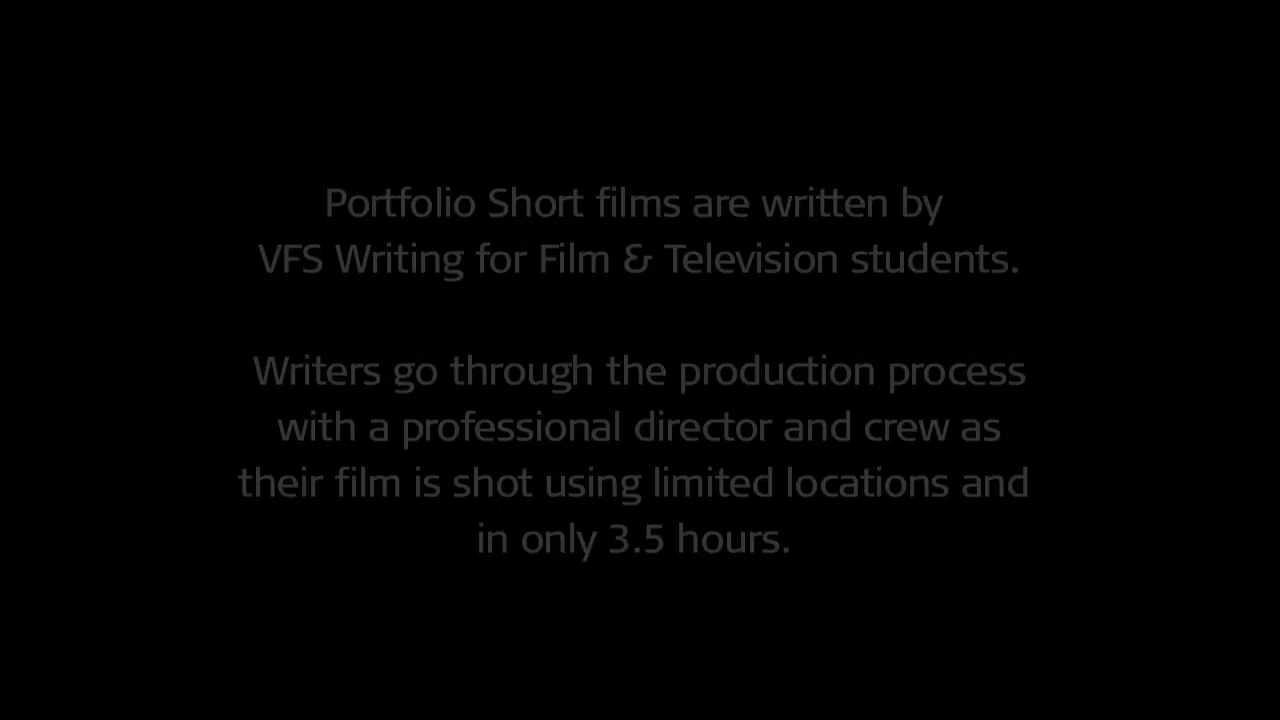 Portfolio Short films are written by
VFS Writing for Film & Television students.
Writers go through the production process
with a professional director and crew as
their film is shot using limited locations and
in only 3.5 hours.